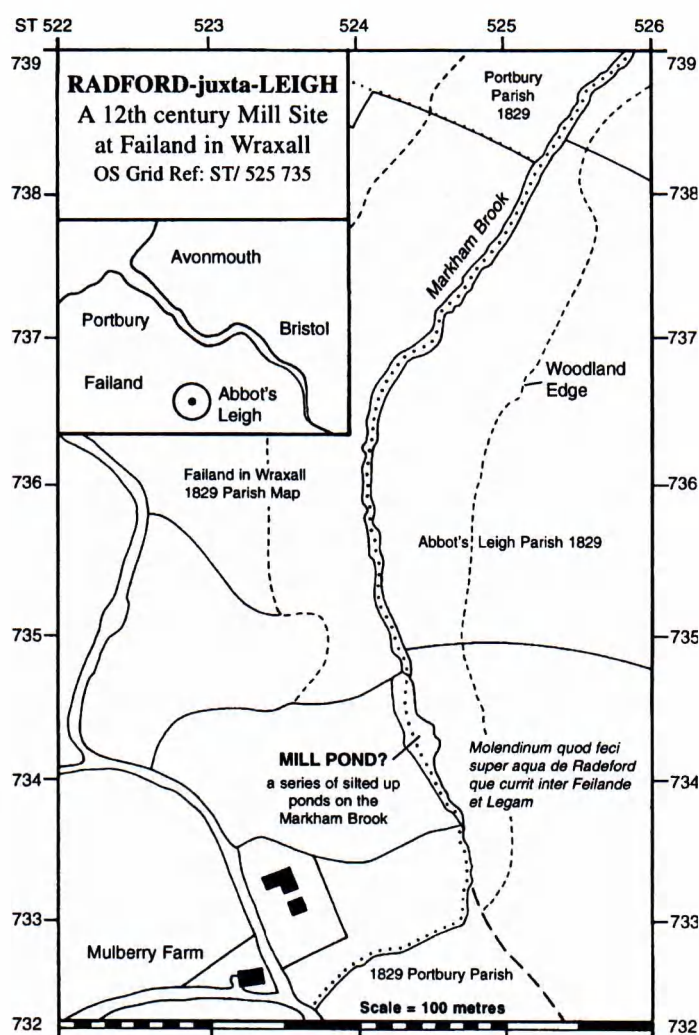 ST 522
523
524
525
526
739
739
RADFORD-juxta-LEIGH
A 12th century Mill Site
at Failand in Wraxall
OS Grid Ref: ST/ 525 735
Portbury
Parish
1829
738
738
Markham Brook
Avonmouth
Portbury
Bristol
Failand
Abbot's
Leigh
737
737
Woodland
Edge
736
736
Failand in Wraxall
1829 Parish Map
Abbot's Leigh Parish 1829
735
735
MILL POND?
a series of silted up
ponds on the
Markham Brook
Molendinum quod feci
super aqua de Radeford
que currit inter Feilande
et Legam
734
734
733
733
Mulberry Farm
1829 Portbury Parish
Scale = 100 metres
732
732